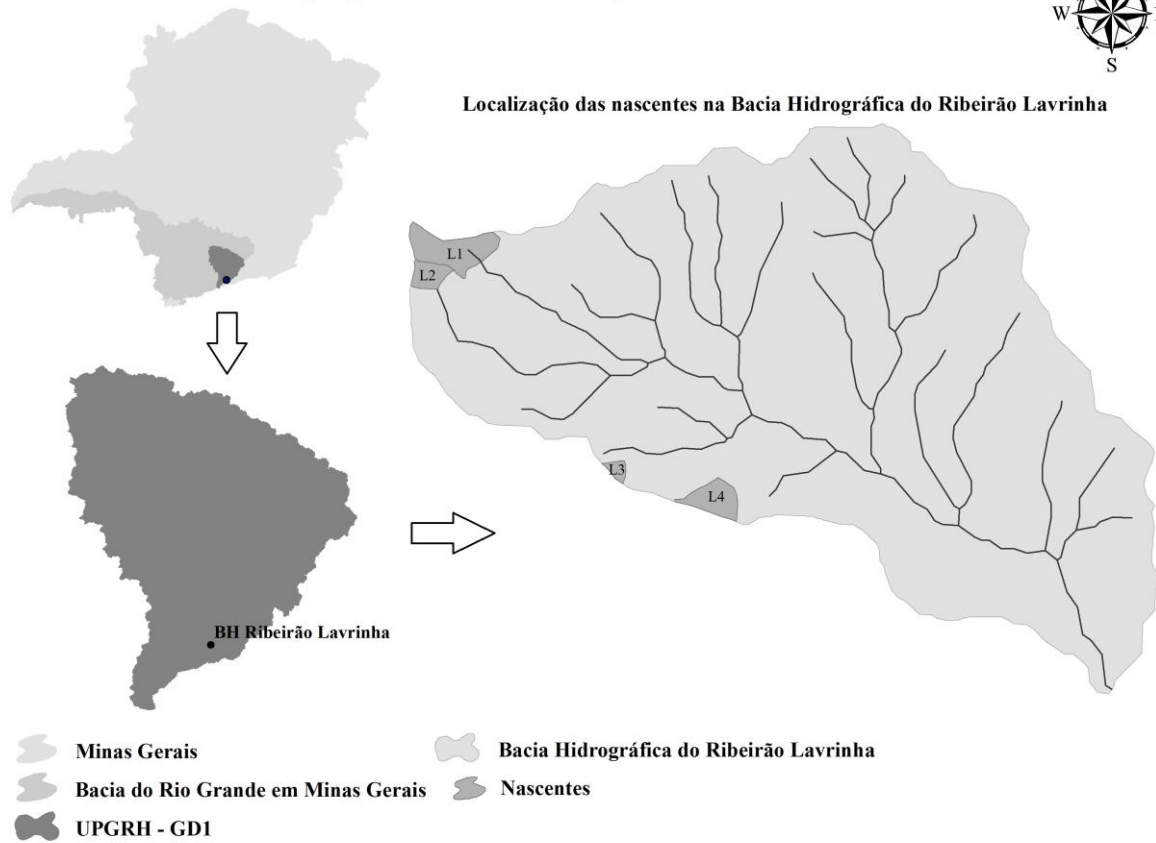 W
S
Localização das nascentes na Bacia Hidrográfica do Ribeirão Lavrinha
L1
L2
L3
L4
BH Ribeirão Lavrinha
Minas Gerais
Bacia do Rio Grande em Minas Gerais
UPGRH - GD1
Bacia Hidrográfica do Ribeirão Lavrinha
Nascentes